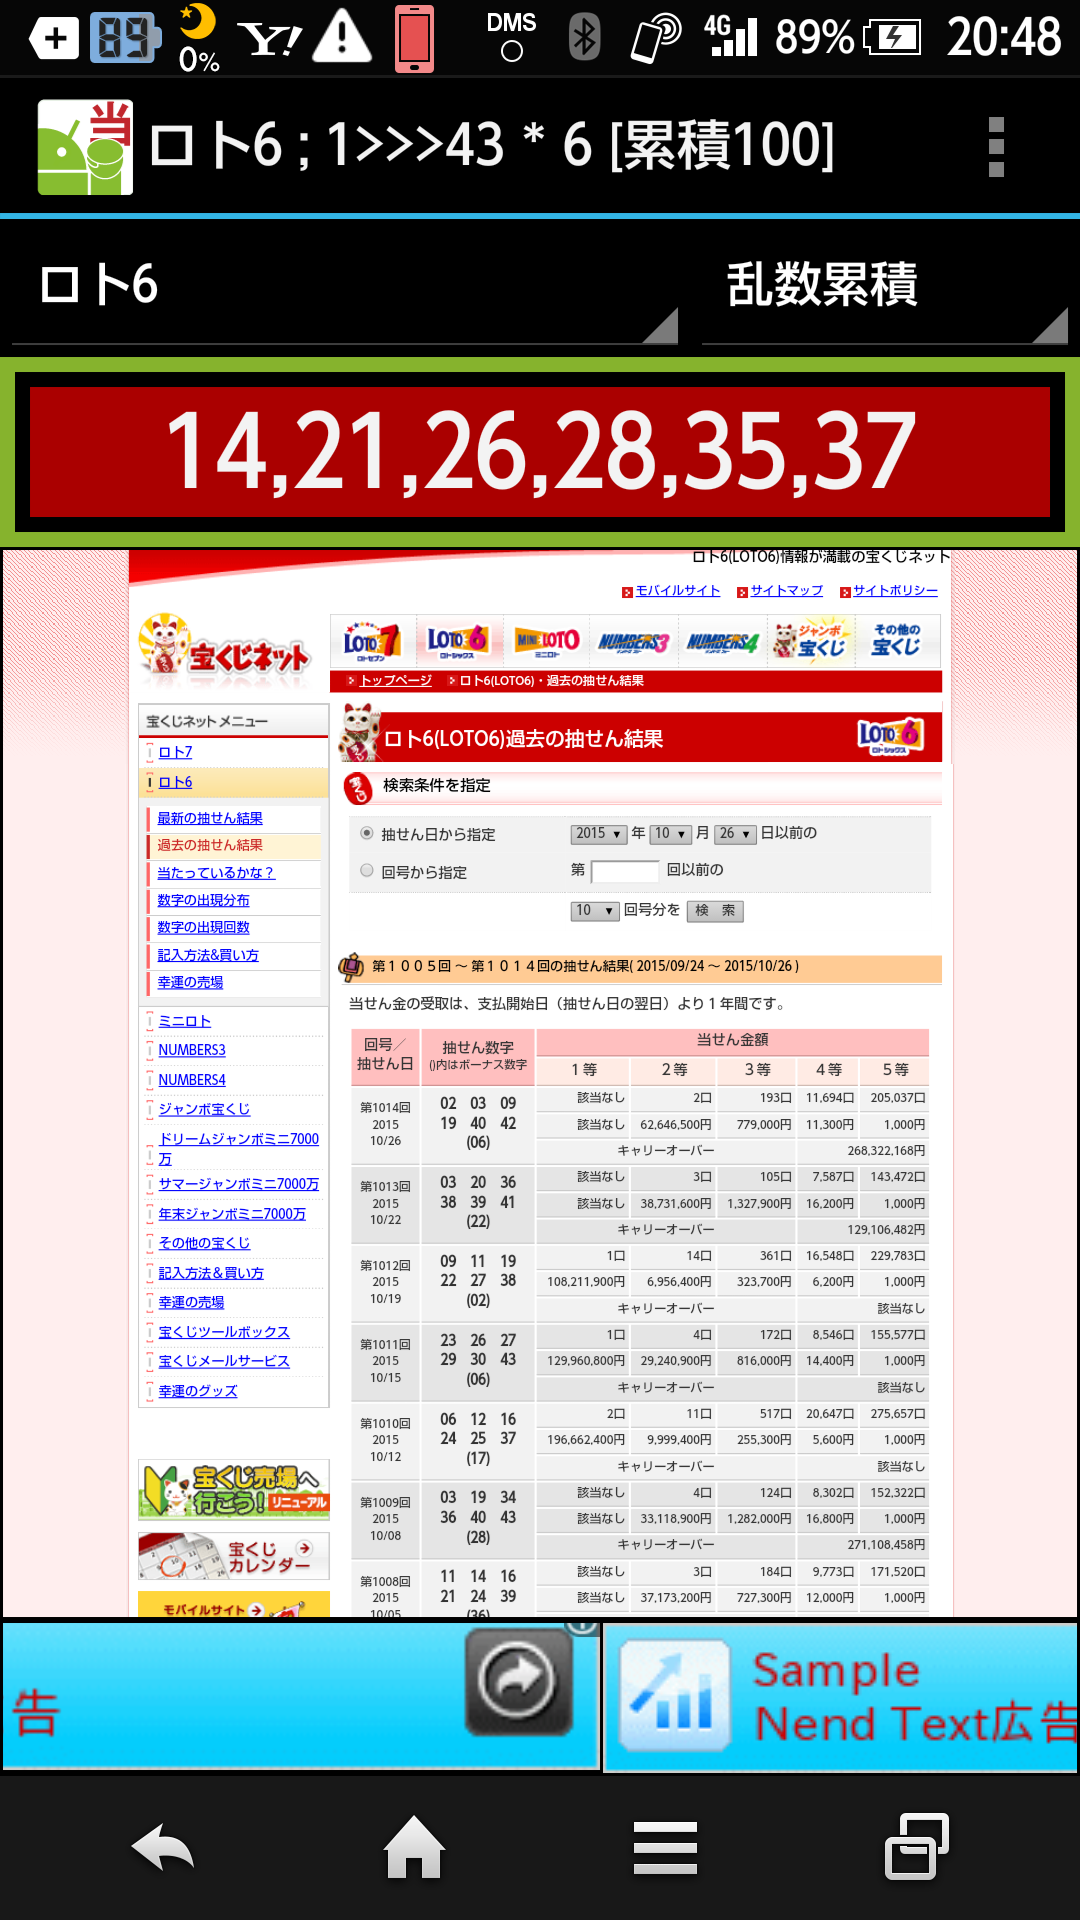 89
0%
Y!
DMS
4G
89%
20:48
当
ロト6 ; 1>>>43 * 6 [累積100]
ロト6
乱数累積
14,21,26,28,35,37
ロト6(LOTO6)情報が満載の宝くじネット
モバイルサイト
サイトマップ
サイトポリシー
宝くじネット
LOTO 7
ロトセブン
LOTO 6
ロトシックス
MINI LOTO
ミニロト
NUMBERS3
NUMBERS4
ジャンボ
宝くじ
その他の
宝くじ
トップページ
ロト6(LOTO6)・過去の抽せん結果
宝くじネット メニュー
ロト7
ロト6
最新の抽せん結果
過去の抽せん結果
当たっているかな？
数字の出現分布
数字の出現回数
記入方法&買い方
幸運の売場
ミニロト
NUMBERS3
NUMBERS4
ジャンボ宝くじ
ドリームジャンボミニ7000
万
サマージャンボミニ7000万
年末ジャンボミニ7000万
その他の宝くじ
記入方法＆買い方
幸運の売場
宝くじツールボックス
宝くじメールサービス
幸運のグッズ
宝くじ売場へ
行こう!
リニューアル
宝くじ
カレンダー
モバイルサイト
ロト6(LOTO6)過去の抽せん結果
LOTO 6
ロトシックス
検索条件を指定
抽せん日から指定
2015 ▼ 年 10 ▼ 月 26 ▼ 日以前の
回号から指定
第 回以前の
10 ▼ 回号分を 検 索
第１００５回 ～ 第１０１４回の抽せん結果( 2015/09/24 ～ 2015/10/26 )
当せん金の受取は、支払開始日（抽せん日の翌日）より１年間です。
回号／
抽せん日
抽せん数字
()内はボーナス数字
当せん金額
１等 ２等 ３等 ４等 ５等
第1014回
2015
10/26
02 03 09
19 40 42
(06)
該当なし 2口 193口 11,694口 205,037口
該当なし 62,646,500円 779,000円 11,300円 1,000円
キャリーオーバー 268,322,168円
第1013回
2015
10/22
03 20 36
38 39 41
(22)
該当なし 3口 105口 7,587口 143,472口
該当なし 38,731,600円 1,327,900円 16,200円 1,000円
キャリーオーバー 129,106,482円
第1012回
2015
10/19
09 11 19
22 27 38
(02)
1口 14口 361口 16,548口 229,783口
108,211,900円 6,956,400円 323,700円 6,200円 1,000円
キャリーオーバー 該当なし
第1011回
2015
10/15
23 26 27
29 30 43
(06)
1口 4口 172口 8,546口 155,577口
129,960,800円 29,240,900円 816,000円 14,400円 1,000円
キャリーオーバー 該当なし
第1010回
2015
10/12
06 12 16
24 25 37
(17)
2口 11口 517口 20,647口 275,657口
196,662,400円 9,999,400円 255,300円 5,600円 1,000円
キャリーオーバー 該当なし
第1009回
2015
10/08
03 19 34
36 40 43
(28)
該当なし 4口 124口 8,302口 152,322口
該当なし 33,118,900円 1,282,000円 16,800円 1,000円
キャリーオーバー 271,108,458円
第1008回
2015
10/05
11 14 16
21 24 39
(36)
該当なし 3口 184口 9,773口 171,520口
該当なし 37,173,200円 727,300円 12,000円 1,000円
告
Sample
Nend Text広告